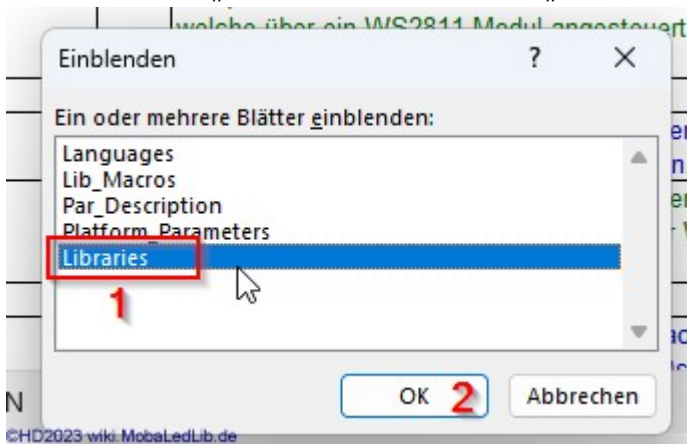 welche über ein WS2811 Modul angesteuert
Einblenden ? ×
Ein oder mehrere Blätter einblenden:
Languages
Lib_Macros
Par_Description
Platform_Parameters
Libraries
1
OK 2 Abbrechen
N
©HD2023 wiki.MobaLedLib.de